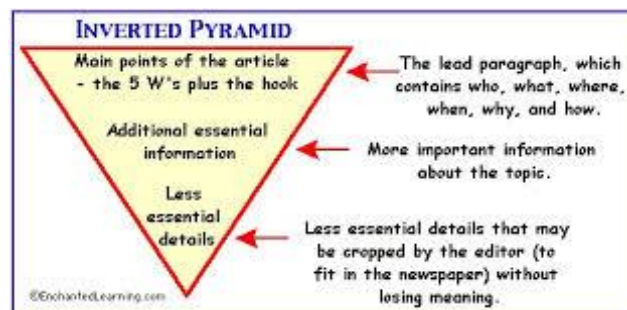 INVERTED PYRAMID
Main points of the article
- the 5 W's plus the hook
The lead paragraph, which
contains who, what, where,
when, why, and how.
Additional essential
information
More important information
about the topic.
Less
essential
details
Less essential details that may
be cropped by the editor (to
fit in the newspaper) without
losing meaning.
©EnchantedLearning.com